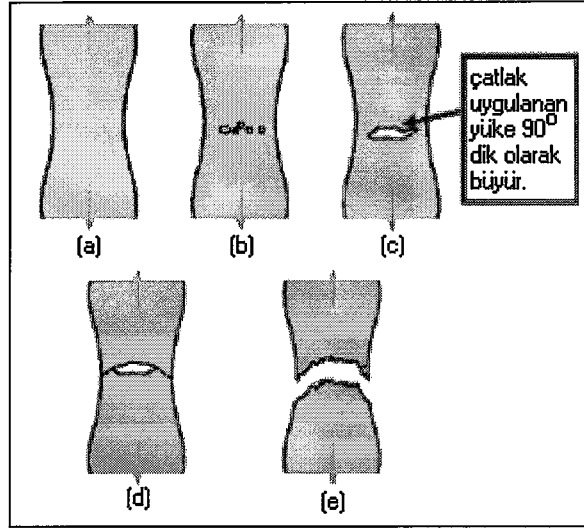 çatlak
uygulanan
yüke 90°
dik olarak
büyür.
(a)
(b)
(c)
(d)
(e)